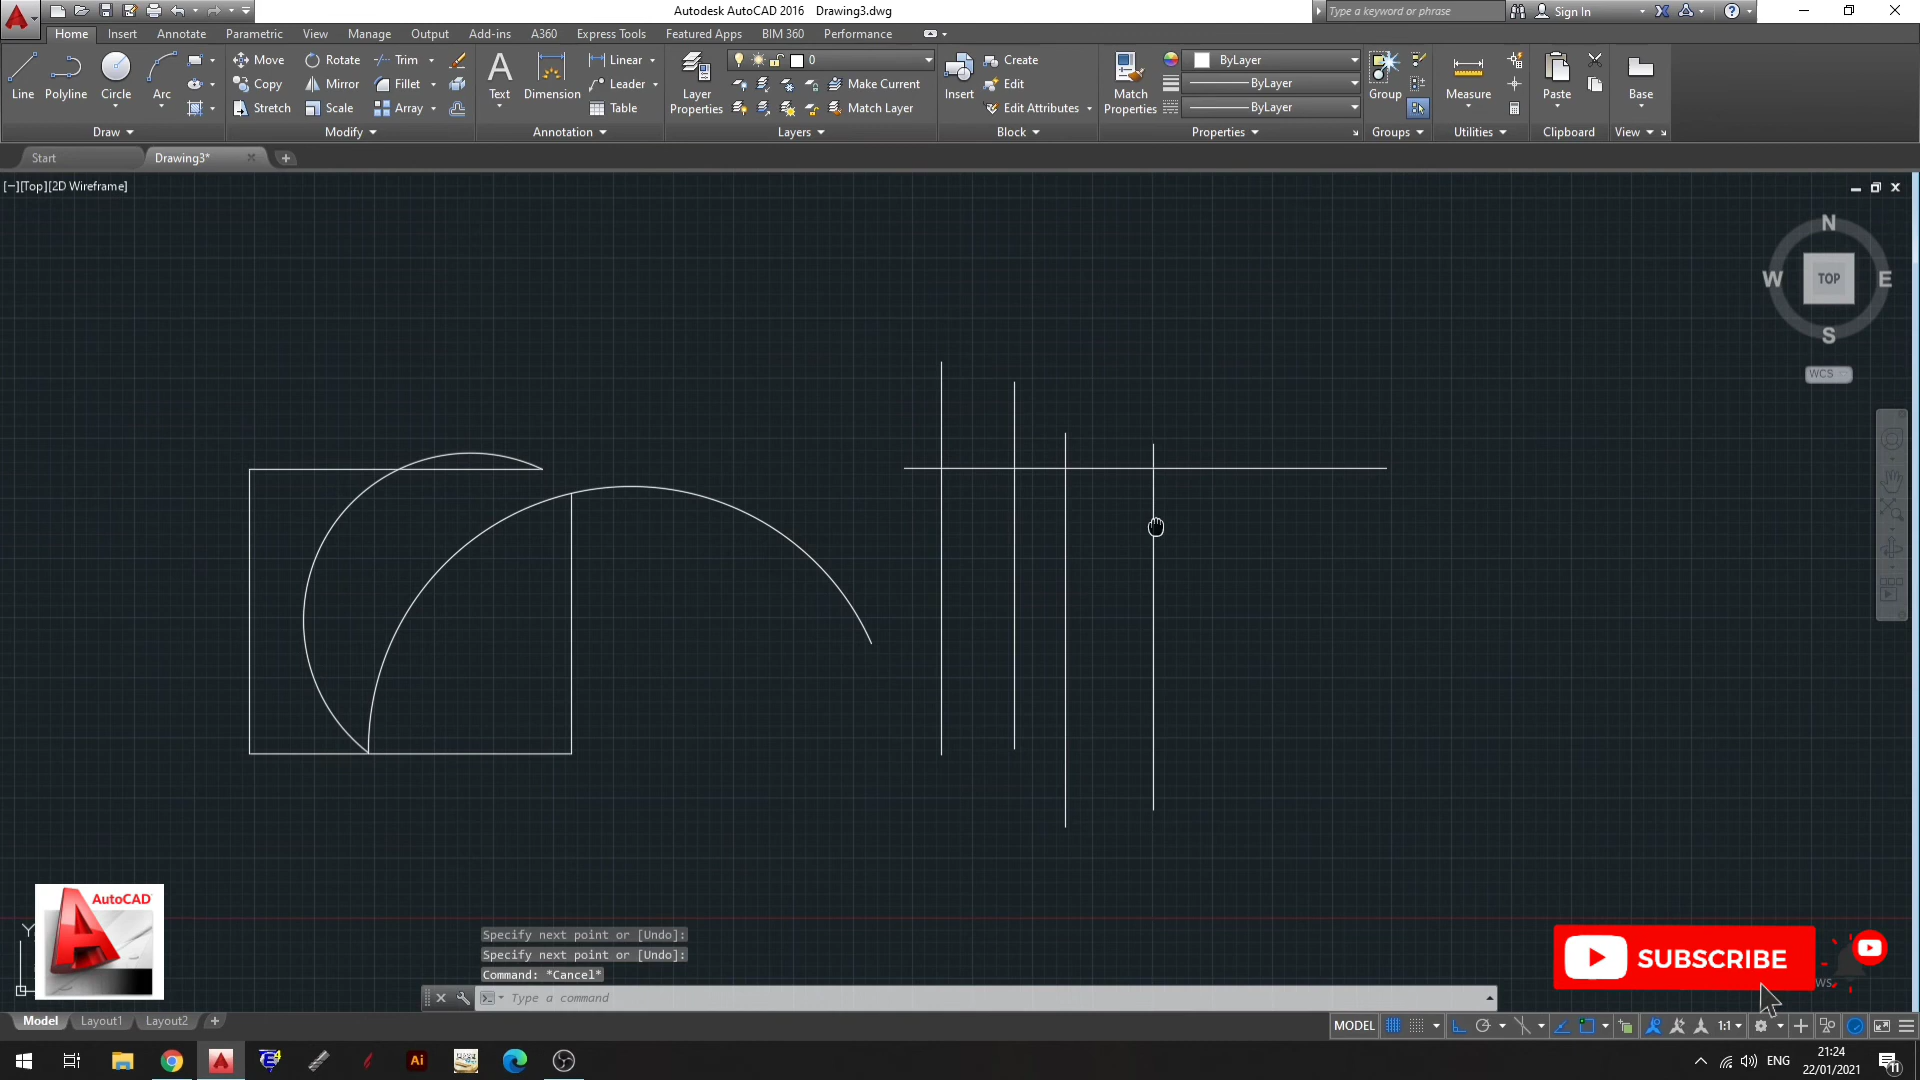 Autodesk AutoCAD 2016 Drawing3.dwg
Type a keyword or phrase
Sign In
Home Insert Annotate Parametric View Manage Output Add-ins A360 Express Tools Featured Apps BIM 360 Performance
Line Polyline Circle Arc
Draw
Move Rotate Trim
Copy Mirror Fillet
Stretch Scale Array
Modify
Text Dimension
Linear
Leader
Table
Annotation
Layer Properties
0
Make Current
Match Layer
Layers
Insert
Create
Edit
Edit Attributes
Block
Match Properties
ByLayer
ByLayer
ByLayer
Properties
Group
Groups
Measure
Utilities
Paste
Clipboard
Base
View
Start Drawing3*
[−][Top][2D Wireframe]
N
W TOP E
S
WCS
AutoCAD
Y
Specify next point or [Undo]:
Specify next point or [Undo]:
Command: *Cancel*
Type a command
SUBSCRIBE
Model Layout1 Layout2
MODEL 1:1
Ai
ENG
21:24
22/01/2021
11